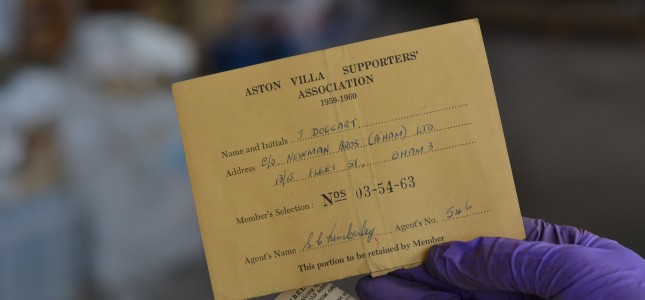 ASTON VILLA SUPPORTERS'
ASSOCIATION
1959-1960
Name and Initials J DOGGART
Address C/O NEWMAN BROS (BHAM) LTD
13/15 FLEET ST, BHAM 3
Member's Selection : Nos 03-54-63
Agent's Name Agent's No. 546
This portion to be retained by Member